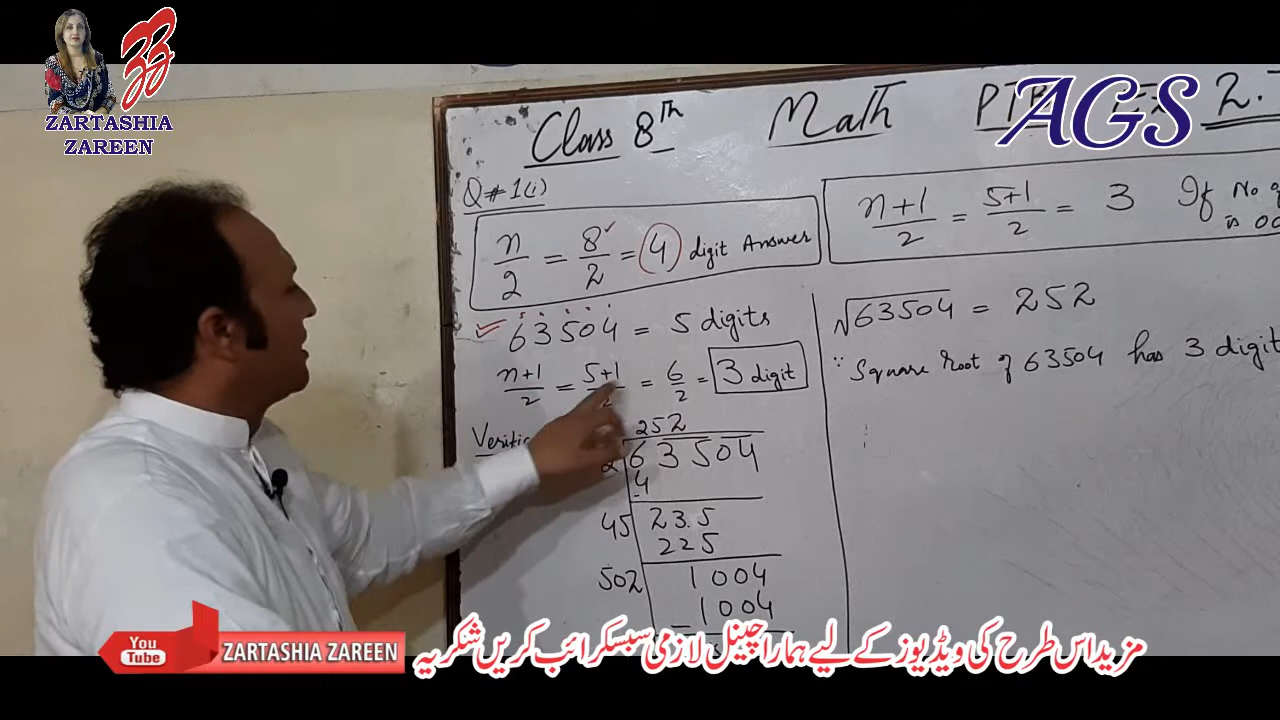 ZARTASHIA
ZAREEN
AGS
Class 8th Math 2.
Q # 1(i)
n/2 = 8/2 = 4 digit Answer
n+1/2 = 5+1/2 = 3 If No
is
63504 = 5 digits
n+1/2 = 5+1/2 = 6/2 = 3 digit
252
2 63504
4
45 23.5
225
502 1004
- 1004
√63504 = 252
∵ Square root of 63504 has 3 digit
You
Tube
ZARTASHIA ZAREEN
مزید اس طرح کی ویڈیوز کے لیے ہمارا چینل لازمی سبسکرائب کریں شکریہ